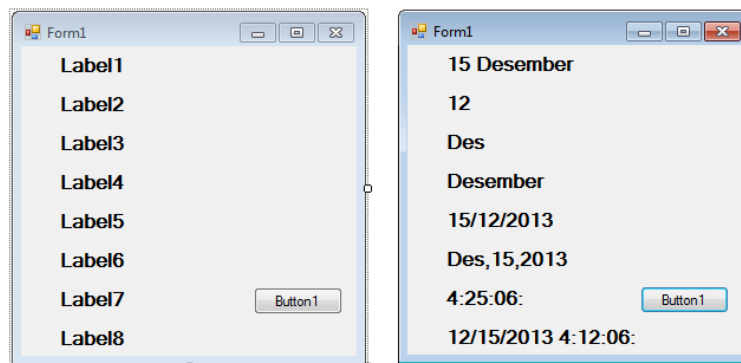 Form1
Label1
Label2
Label3
Label4
Label5
Label6
Label7
Button1
Label8
Form1
15 Desember
12
Des
Desember
15/12/2013
Des,15,2013
4:25:06:
Button1
12/15/2013 4:12:06: